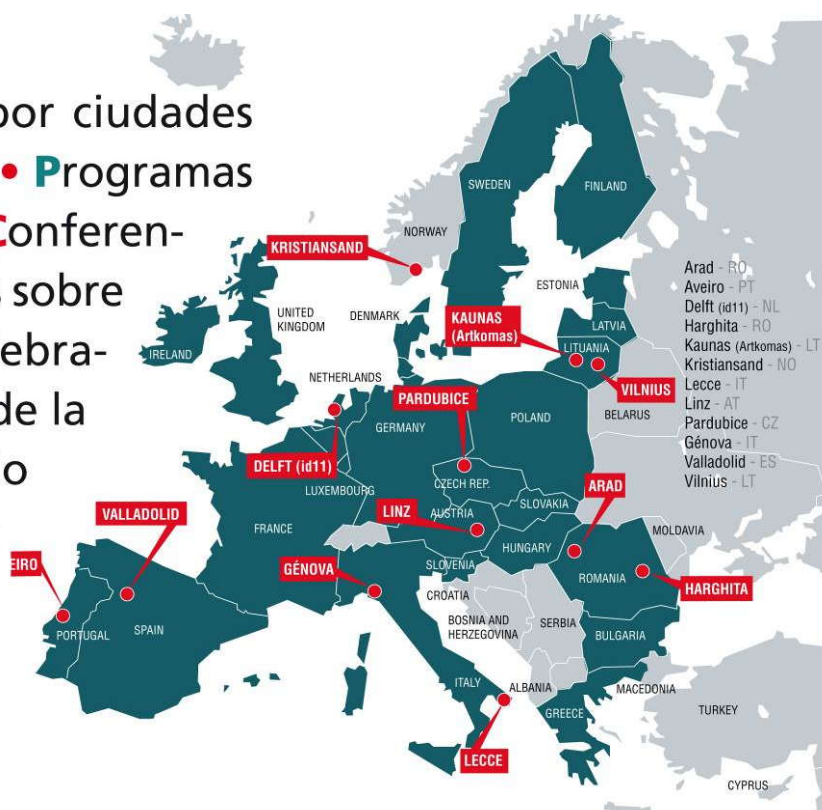 por ciudades
• Programas
Conferen-
sobre
ebra-
de la
o
SWEDEN
FINLAND
NORWAY
KRISTIANSAND
ESTONIA
UNITED
KINGDOM
DENMARK
KAUNAS
(Artkomas)
LATVIA
LITUANIA
IRELAND
NETHERLANDS
VILNIUS
PARDUBICE
POLAND
BELARUS
GERMANY
DELFT (id11)
LUXEMBOURG
CZECH REP.
ARAD
VALLADOLID
LINZ
AUSTRIA
SLOVAKIA
FRANCE
MOLDAVIA
HUNGARY
EIRO
GÉNOVA
SLOVENIA
ROMANIA
HARGHITA
CROATIA
PORTUGAL
SPAIN
BOSNIA AND
HERZEGOVINA
SERBIA
BULGARIA
ITALY
ALBANIA
MACEDONIA
GREECE
TURKEY
LECCE
CYPRUS
Arad - RO
Aveiro - PT
Delft (id11) - NL
Harghita - RO
Kaunas (Artkomas) - LT
Kristiansand - NO
Lecce - IT
Linz - AT
Pardubice - CZ
Génova - IT
Valladolid - ES
Vilnius - LT